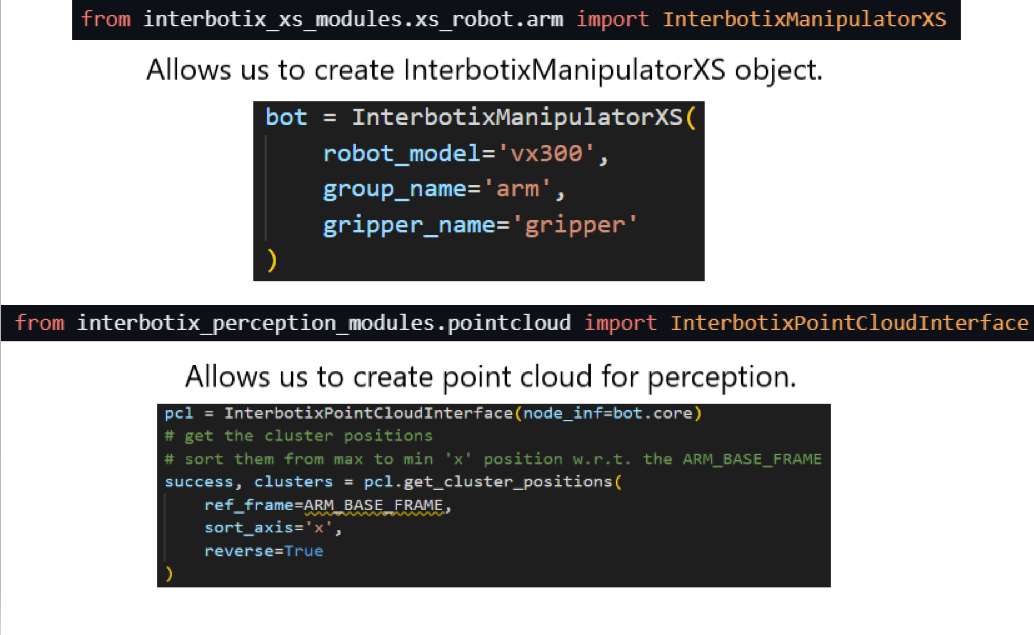 from interbotix_xs_modules.xs_robot.arm import InterbotixManipulatorXS
Allows us to create InterbotixManipulatorXS object.
bot = InterbotixManipulatorXS(
    robot_model='vx300',
    group_name='arm',
    gripper_name='gripper'
)
from interbotix_perception_modules.pointcloud import InterbotixPointCloudInterface
Allows us to create point cloud for perception.
pcl = InterbotixPointCloudInterface(node_inf=bot.core)
# get the cluster positions
# sort them from max to min 'x' position w.r.t. the ARM_BASE_FRAME
success, clusters = pcl.get_cluster_positions(
    ref_frame=ARM_BASE_FRAME,
    sort_axis='x',
    reverse=True
)